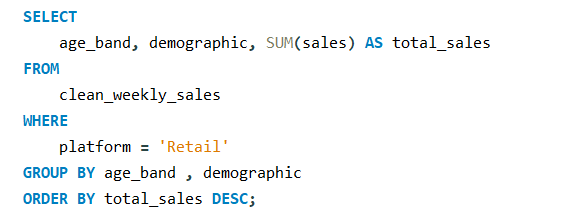 SELECT
    age_band, demographic, SUM(sales) AS total_sales
FROM
    clean_weekly_sales
WHERE
    platform = 'Retail'
GROUP BY age_band , demographic
ORDER BY total_sales DESC;